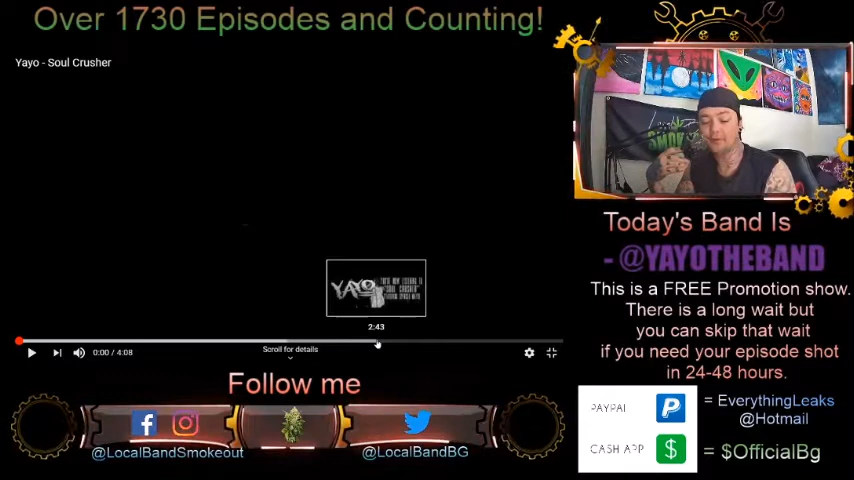 Over 1730 Episodes and Counting!
Yayo - Soul Crusher
YAYO
2:43
0:00 / 4:08
Scroll for details
Follow me
@LocalBandSmokeout
@LocalBandBG
Today's Band Is
- @YAYOTHEBAND
This is a FREE Promotion show.
There is a long wait but
you can skip that wait
if you need your episode shot
in 24-48 hours.
PAYPAL
= EverythingLeaks
@Hotmail
CASH APP
= $OfficialBg